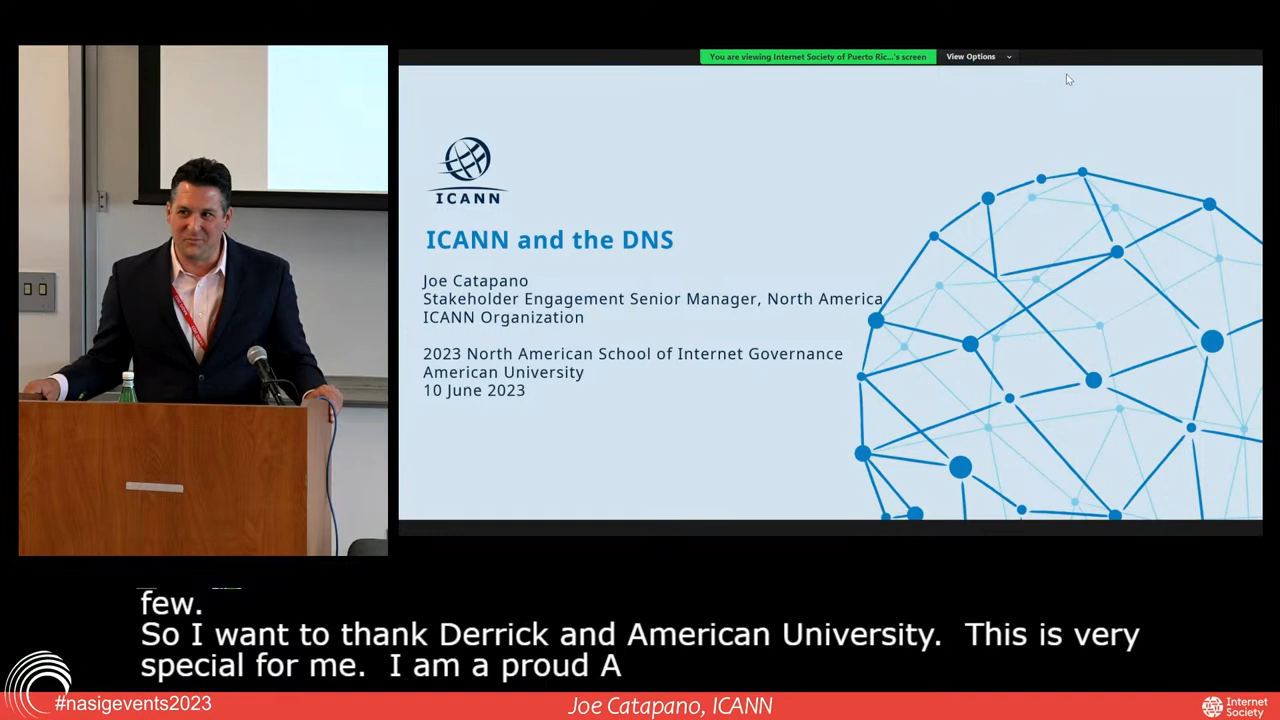 You are viewing Internet Society of Puerto Ric...'s screen
View Options
ICANN
ICANN and the DNS
Joe Catapano
Stakeholder Engagement Senior Manager, North America
ICANN Organization
2023 North American School of Internet Governance
American University
10 June 2023
few.
So I want to thank Derrick and American University.  This is very
special for me.  I am a proud A
#nasigevents2023
Joe Catapano, ICANN
Internet
Society